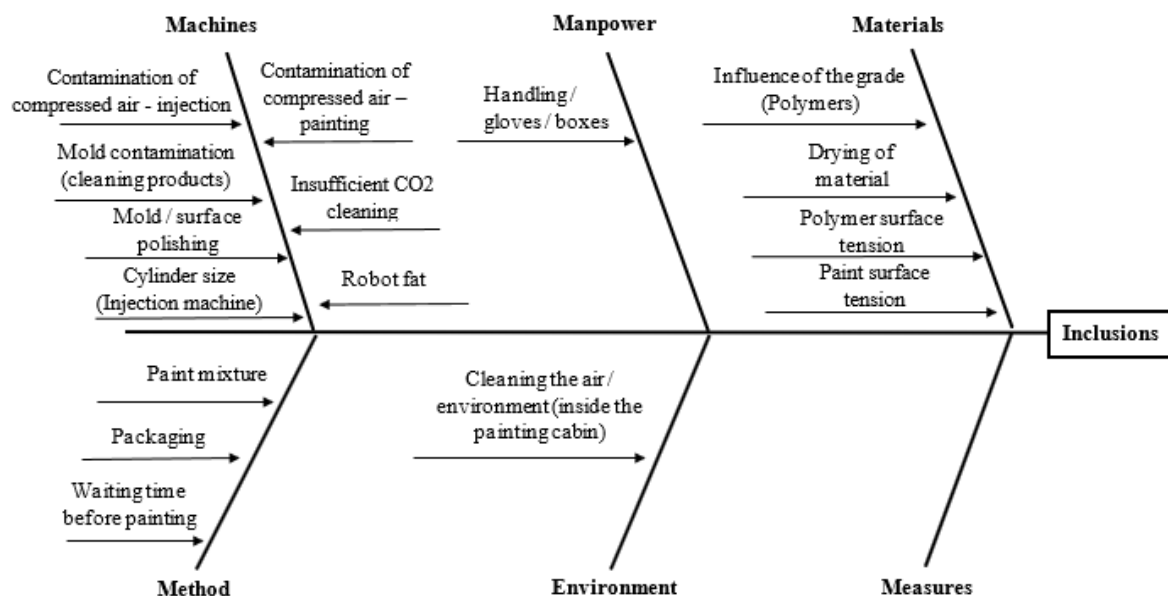 Machines
Manpower
Materials
Contamination of
compressed air - injection
Contamination of
compressed air –
painting
Mold contamination
(cleaning products)
Insufficient CO2
cleaning
Mold / surface
polishing
Cylinder size
(Injection machine)
Robot fat
Handling /
gloves / boxes
Influence of the grade
(Polymers)
Drying of
material
Polymer surface
tension
Paint surface
tension
Inclusions
Paint mixture
Packaging
Waiting time
before painting
Cleaning the air /
environment (inside the
painting cabin)
Method
Environment
Measures